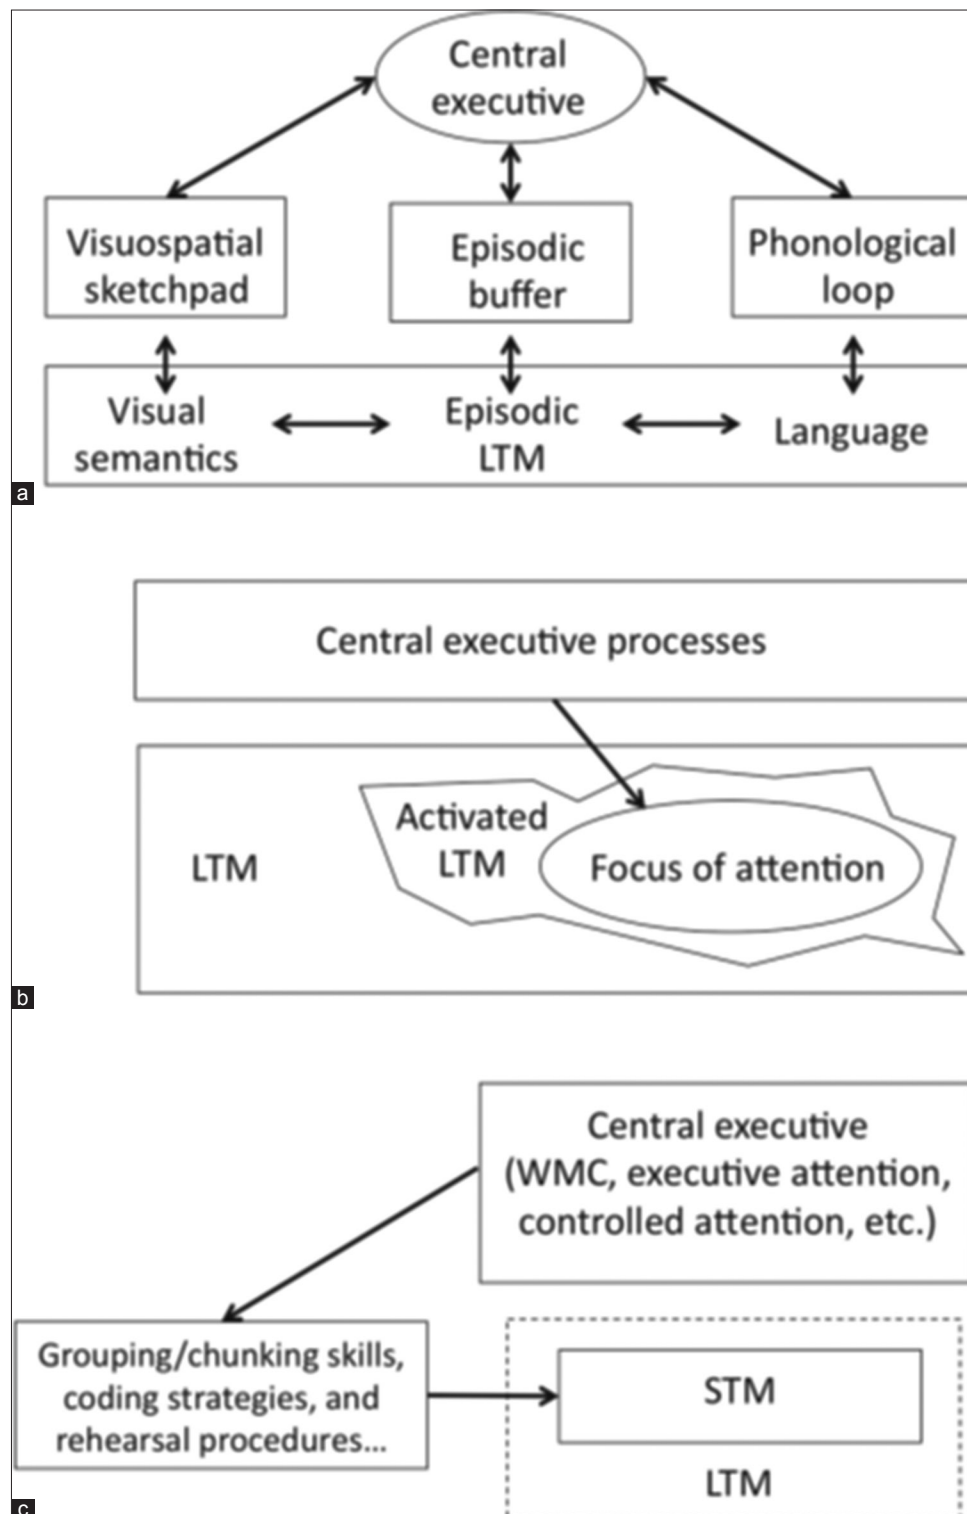 Central
executive
Visuospatial
sketchpad
Episodic
buffer
Phonological
loop
Visual
semantics
Episodic
LTM
Language
a
Central executive processes
Activated
LTM
LTM
Focus of attention
b
Central executive
(WMC, executive attention,
controlled attention, etc.)
Grouping/chunking skills,
coding strategies, and
rehearsal procedures...
STM
LTM
c